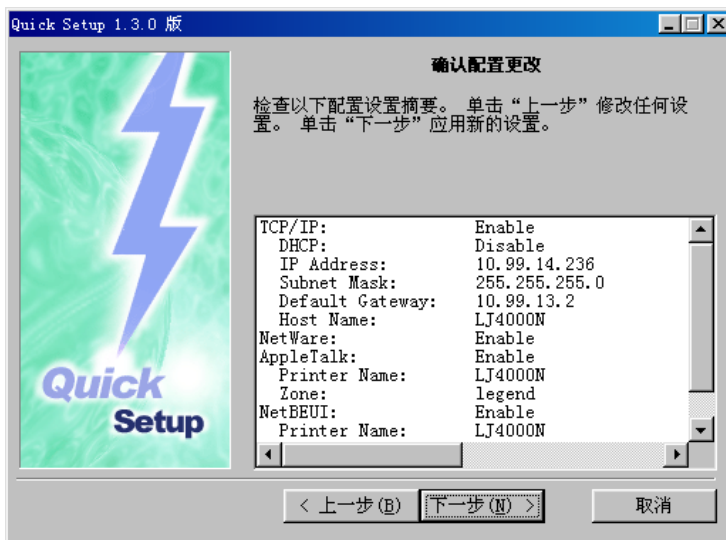 Quick Setup 1.3.0 版
确认配置更改
检查以下配置设置摘要。 单击“上一步”修改任何设
置。 单击“下一步”应用新的设置。
TCP/IP: Enable
DHCP: Disable
IP Address: 10.99.14.236
Subnet Mask: 255.255.255.0
Default Gateway: 10.99.13.2
Host Name: LJ4000N
NetWare: Enable
AppleTalk: Enable
Printer Name: LJ4000N
Zone: legend
NetBEUI: Enable
Printer Name: LJ4000N
Quick
Setup
< 上一步(B) 下一步(N) > 取消